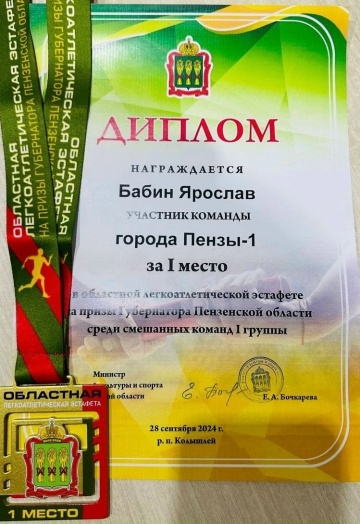 ОБЛАСТНАЯ
ЛЕГКОАТЛЕТИЧЕСКАЯ ЭСТАФЕТА
НА ПРИЗЫ ГУБЕРНАТОРА ПЕНЗЕНСКОЙ ОБЛАСТИ
ДИПЛОМ
НАГРАЖДАЕТСЯ
Бабин Ярослав
УЧАСТНИК КОМАНДЫ
города Пензы-1
за I место
в областной легкоатлетической эстафете
на призы Губернатора Пензенской области
среди смешанных команд I группы
Министр
культуры и спорта
области
Е. А. Бочкарева
28 сентября 2024 г.
р. п. Колышлей
ОБЛАСТНАЯ
ЛЕГКОАТЛЕТИЧЕСКАЯ ЭСТАФЕТА
1 МЕСТО